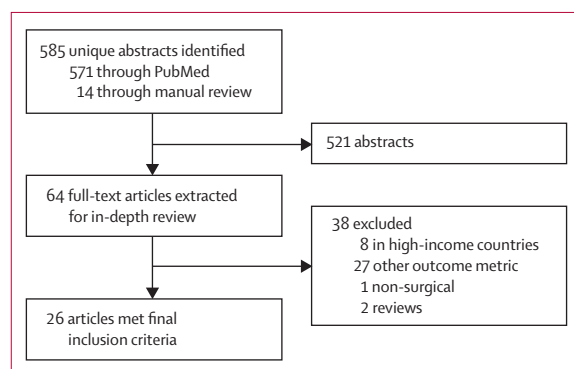 585 unique abstracts identified
571 through PubMed
14 through manual review
521 abstracts
64 full-text articles extracted
for in-depth review
38 excluded
8 in high-income countries
27 other outcome metric
1 non-surgical
2 reviews
26 articles met final
inclusion criteria